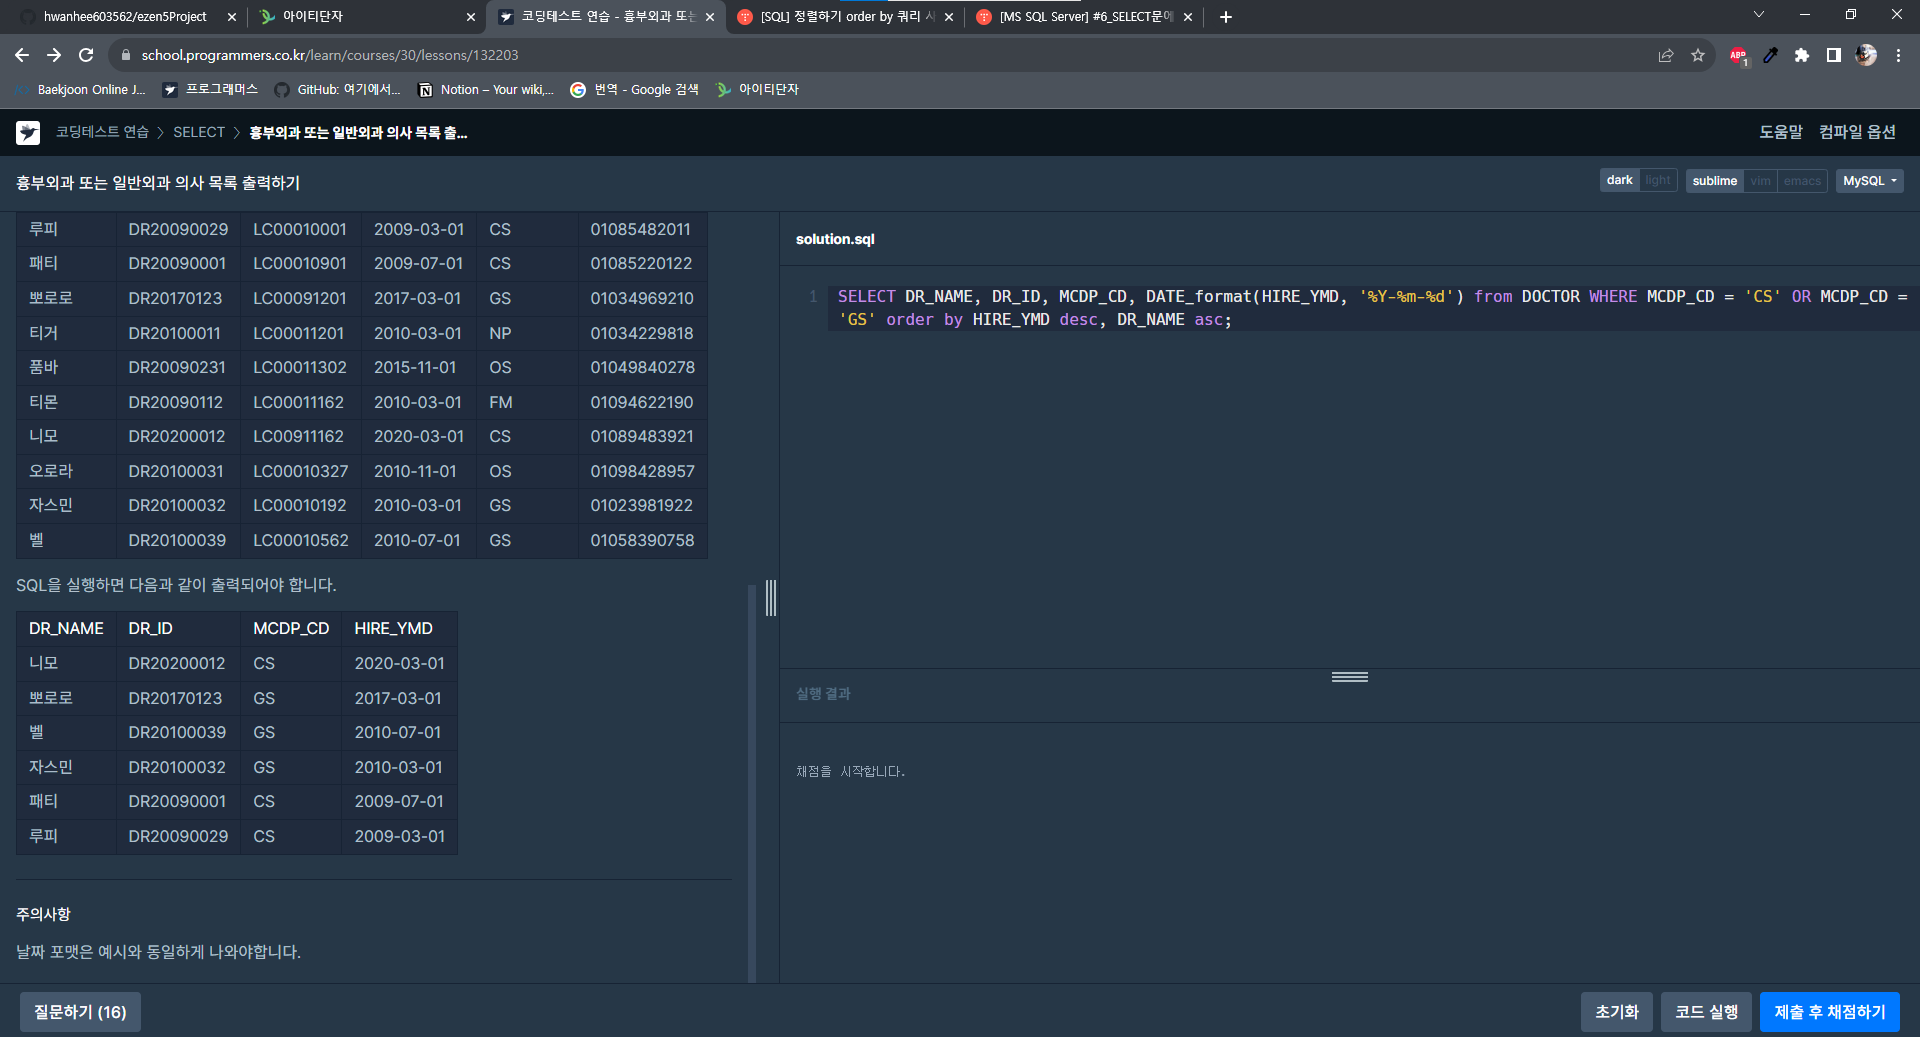 hwanhee603562/ezen5Project
아이티단자
코딩테스트 연습 - 흉부외과 또는
[SQL] 정렬하기 order by 쿼리 사
[MS SQL Server] #6_SELECT문에
school.programmers.co.kr/learn/courses/30/lessons/132203
ABP
1
Baekjoon Online J...
프로그래머스
GitHub: 여기에서...
Notion – Your wiki,...
번역 - Google 검색
아이티단자
코딩테스트 연습
SELECT
흉부외과 또는 일반외과 의사 목록 출...
도움말 컴파일 옵션
흉부외과 또는 일반외과 의사 목록 출력하기
dark light
sublime vim emacs
MySQL
루피 DR20090029 LC00010001 2009-03-01 CS 01085482011
패티 DR20090001 LC00010901 2009-07-01 CS 01085220122
뽀로로 DR20170123 LC00091201 2017-03-01 GS 01034969210
티거 DR20100011 LC00011201 2010-03-01 NP 01034229818
품바 DR20090231 LC00011302 2015-11-01 OS 01049840278
티몬 DR20090112 LC00011162 2010-03-01 FM 01094622190
니모 DR20200012 LC00911162 2020-03-01 CS 01089483921
오로라 DR20100031 LC00010327 2010-11-01 OS 01098428957
자스민 DR20100032 LC00010192 2010-03-01 GS 01023981922
벨 DR20100039 LC00010562 2010-07-01 GS 01058390758
SQL을 실행하면 다음과 같이 출력되어야 합니다.
DR_NAME DR_ID MCDP_CD HIRE_YMD
니모 DR20200012 CS 2020-03-01
뽀로로 DR20170123 GS 2017-03-01
벨 DR20100039 GS 2010-07-01
자스민 DR20100032 GS 2010-03-01
패티 DR20090001 CS 2009-07-01
루피 DR20090029 CS 2009-03-01
주의사항
날짜 포맷은 예시와 동일하게 나와야합니다.
solution.sql
1 SELECT DR_NAME, DR_ID, MCDP_CD, DATE_format(HIRE_YMD, '%Y-%m-%d') from DOCTOR WHERE MCDP_CD = 'CS' OR MCDP_CD =
'GS' order by HIRE_YMD desc, DR_NAME asc;
실행 결과
채점을 시작합니다.
질문하기 (16)
초기화
코드 실행
제출 후 채점하기